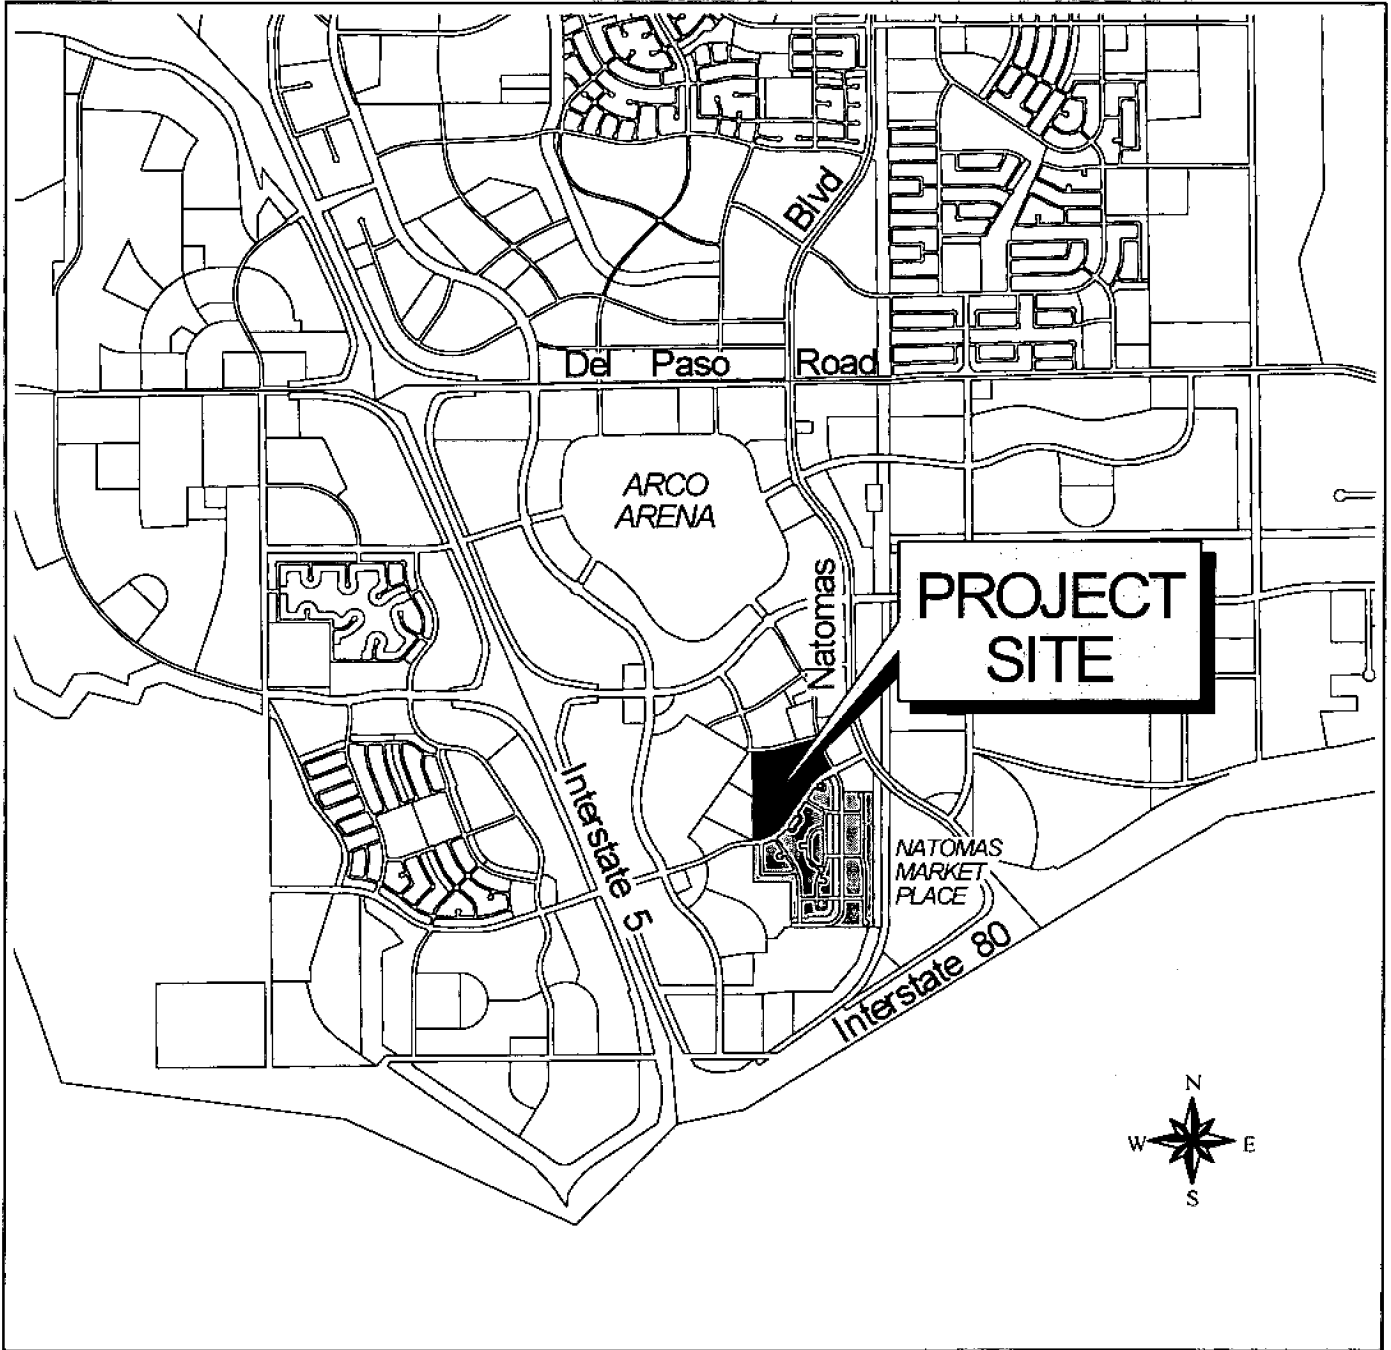 Blvd
Del Paso Road
ARCO
ARENA
Natomas
PROJECT
SITE
Interstate 5
NATOMAS
MARKET
PLACE
Interstate 80
N
W E
S